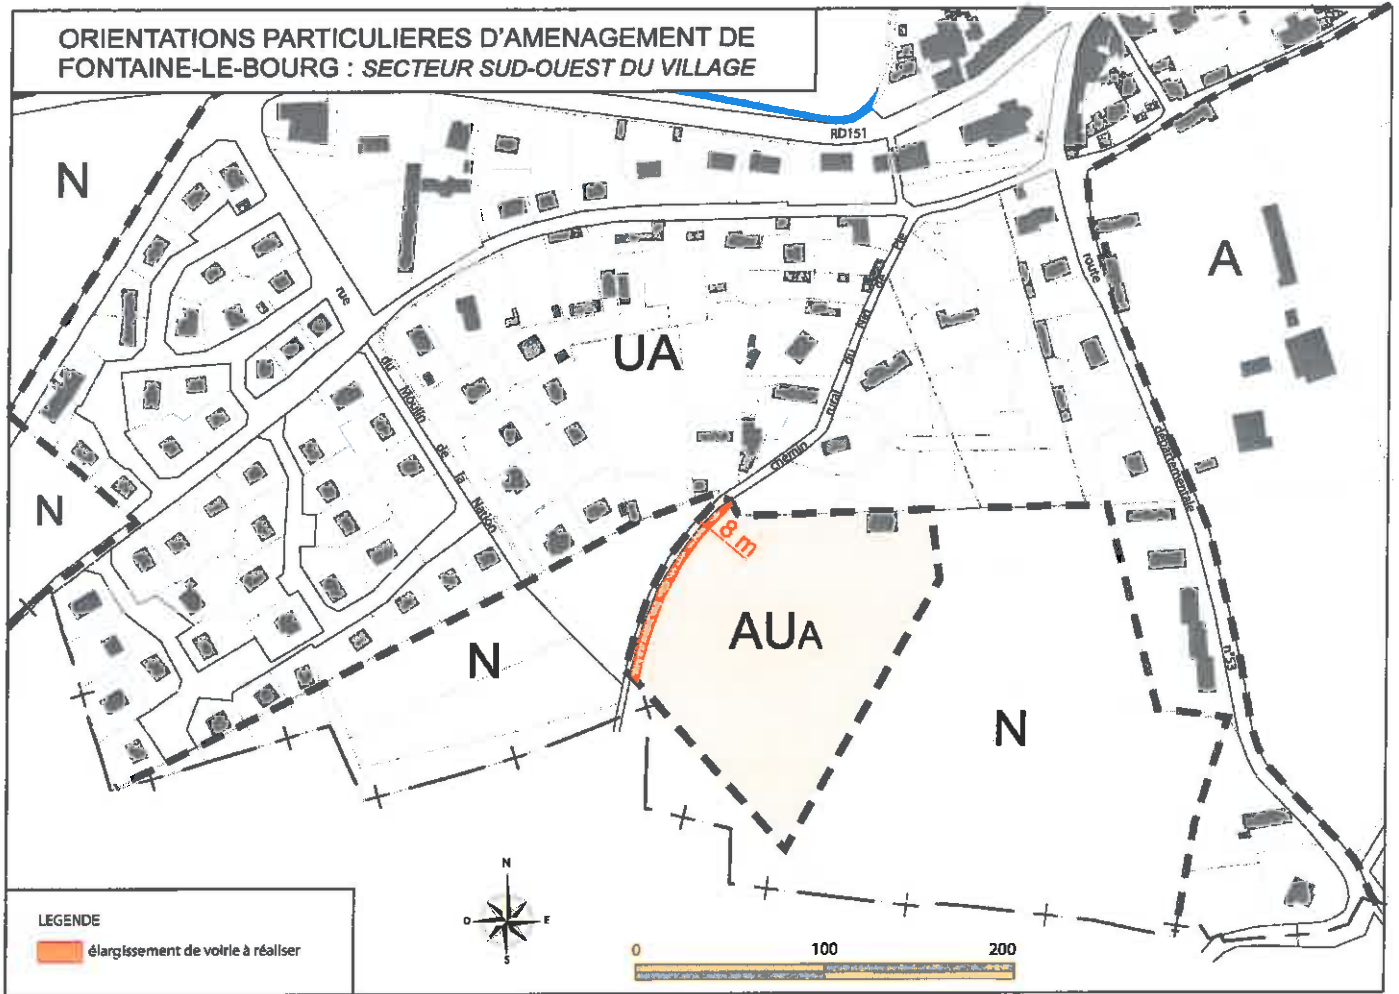 ORIENTATIONS PARTICULIERES D'AMENAGEMENT DE
FONTAINE-LE-BOURG : SECTEUR SUD-OUEST DU VILLAGE
RD151
N
A
rue
route
UA
du Moulin de la Nation
chemin rural du
départementale
N
8 m
AUA
N
n°53
N
LEGENDE
élargissement de voirie à réaliser
N
O
E
S
0
100
200